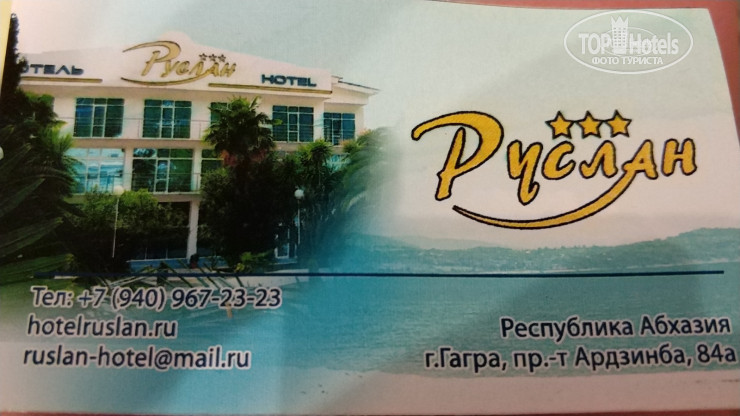 TOP Hotels
ФОТО ТУРИСТА
ОТЕЛЬ Руслан HOTEL
Руслан
Тел: +7 (940) 967-23-23
hotelruslan.ru
ruslan-hotel@mail.ru
Республика Абхазия
г.Гагра, пр.-т Ардзинба, 84а